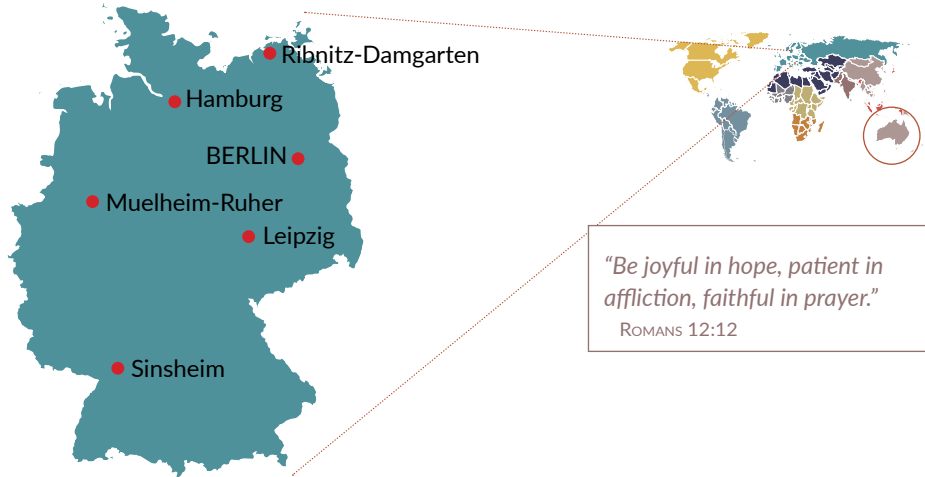 Ribnitz-Damgarten
Hamburg
BERLIN
Muelheim-Ruher
Leipzig
Sinsheim
“Be joyful in hope, patient in
affliction, faithful in prayer.”
Romans 12:12